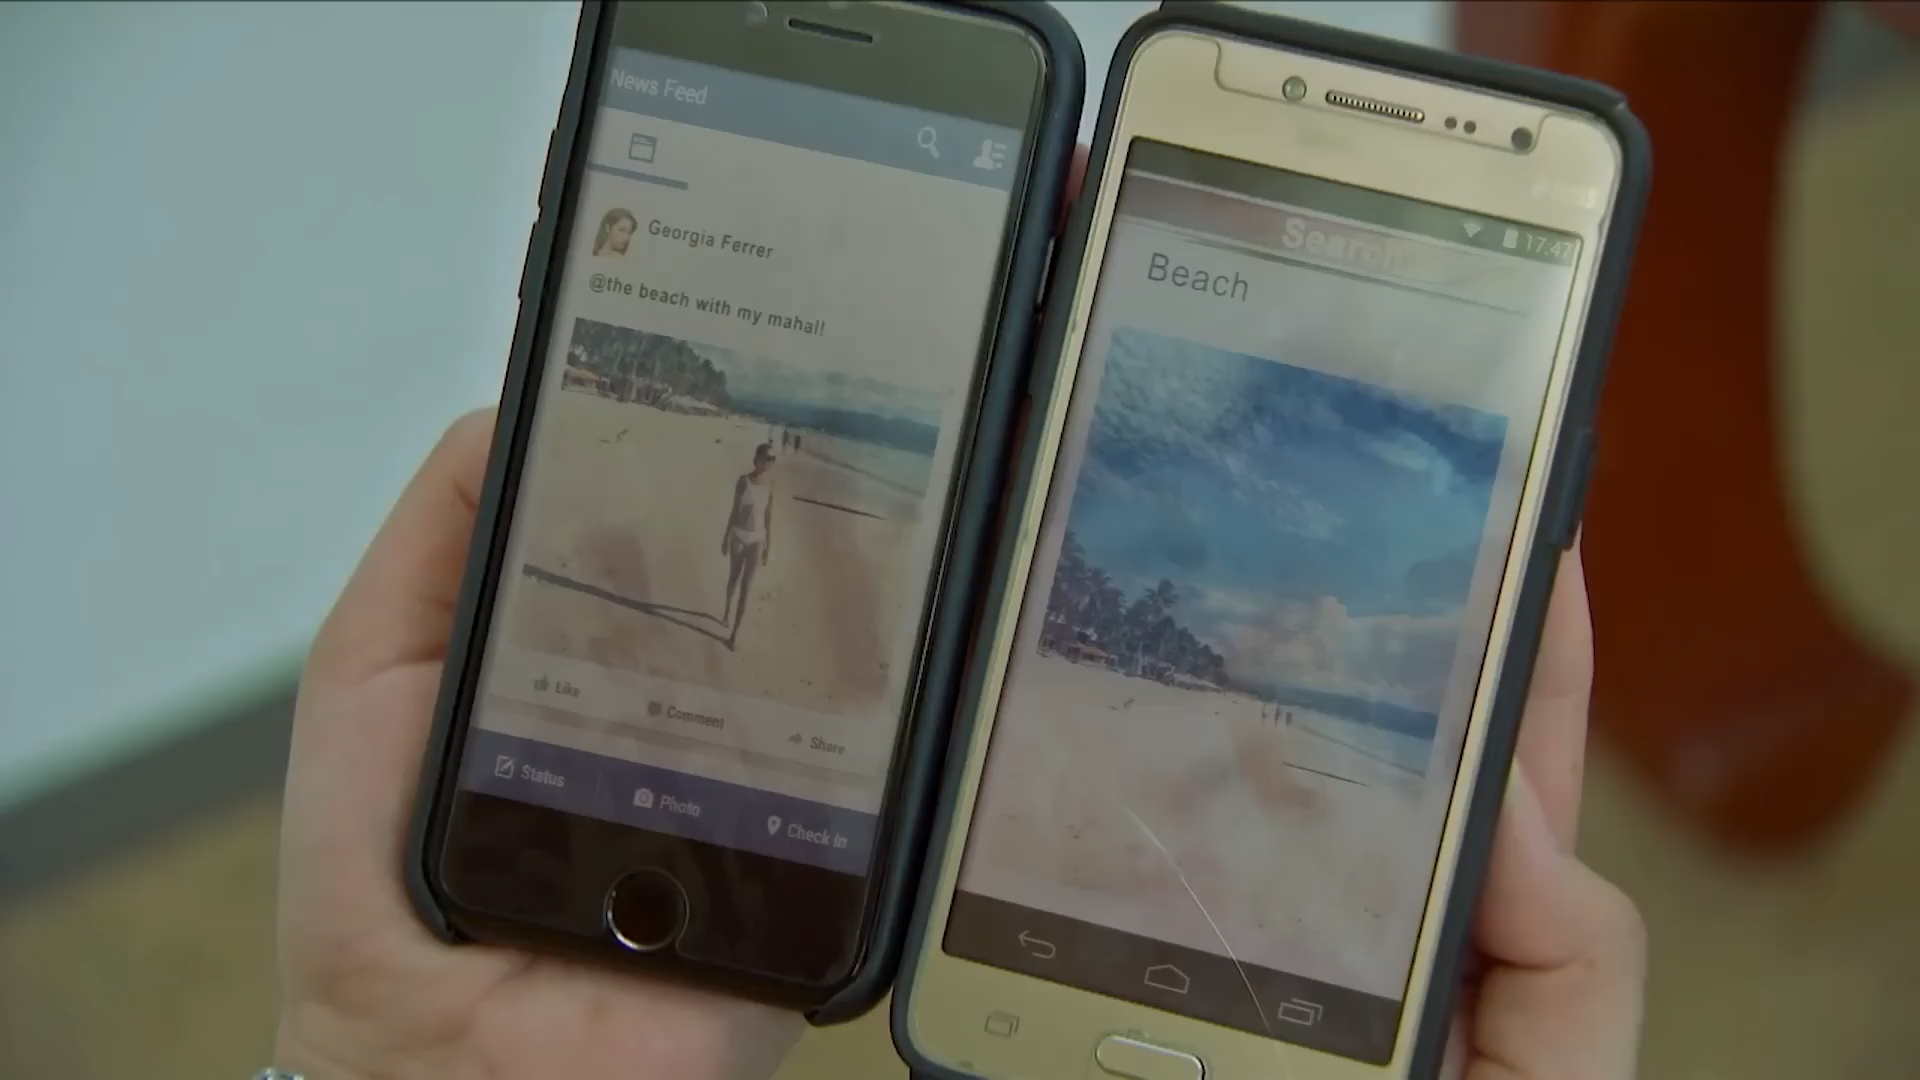 News Feed
Georgia Ferrer
@the beach with my mahal!
Like
Comment
Share
Status
Photo
Check In
17:47
Search
Beach